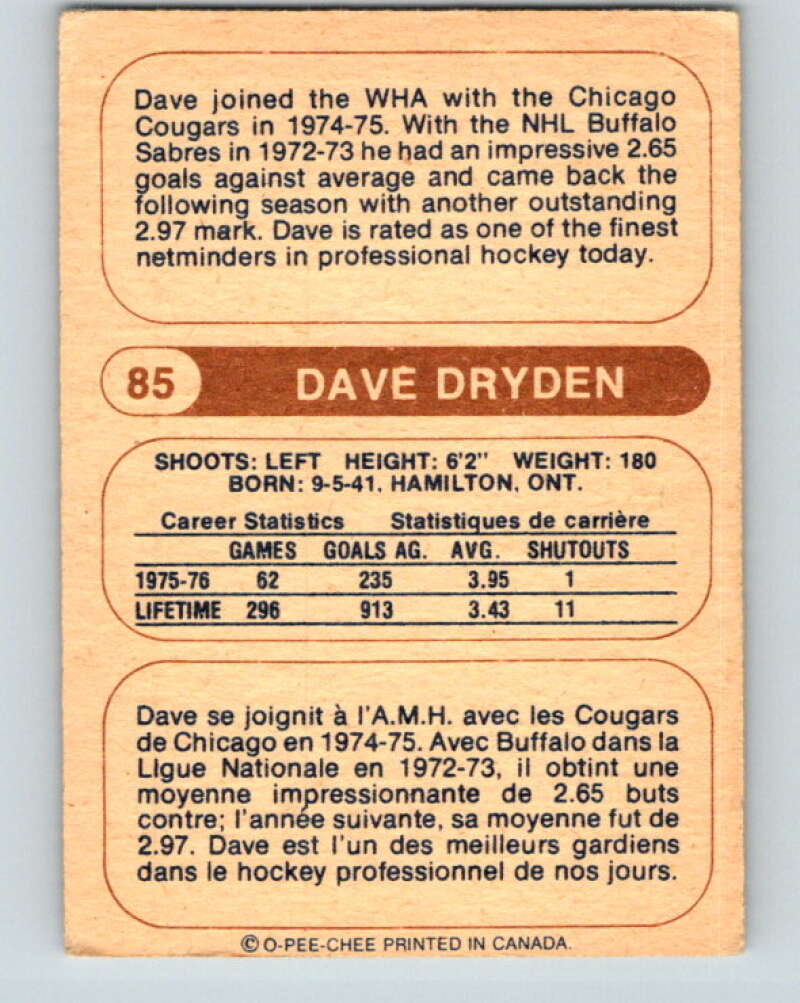 Dave joined the WHA with the Chicago
Cougars in 1974-75. With the NHL Buffalo
Sabres in 1972-73 he had an impressive 2.65
goals against average and came back the
following season with another outstanding
2.97 mark. Dave is rated as one of the finest
netminders in professional hockey today.
85 DAVE DRYDEN
SHOOTS: LEFT HEIGHT: 6'2" WEIGHT: 180
BORN: 9-5-41, HAMILTON, ONT.
Career Statistics Statistiques de carrière
GAMES GOALS AG. AVG. SHUTOUTS
1975-76 62 235 3.95 1
LIFETIME 296 913 3.43 11
Dave se joignit à l'A.M.H. avec les Cougars
de Chicago en 1974-75. Avec Buffalo dans la
Ligue Nationale en 1972-73, il obtint une
moyenne impressionnante de 2.65 buts
contre; l'année suivante, sa moyenne fut de
2.97. Dave est l'un des meilleurs gardiens
dans le hockey professionnel de nos jours.
© O-PEE-CHEE PRINTED IN CANADA.